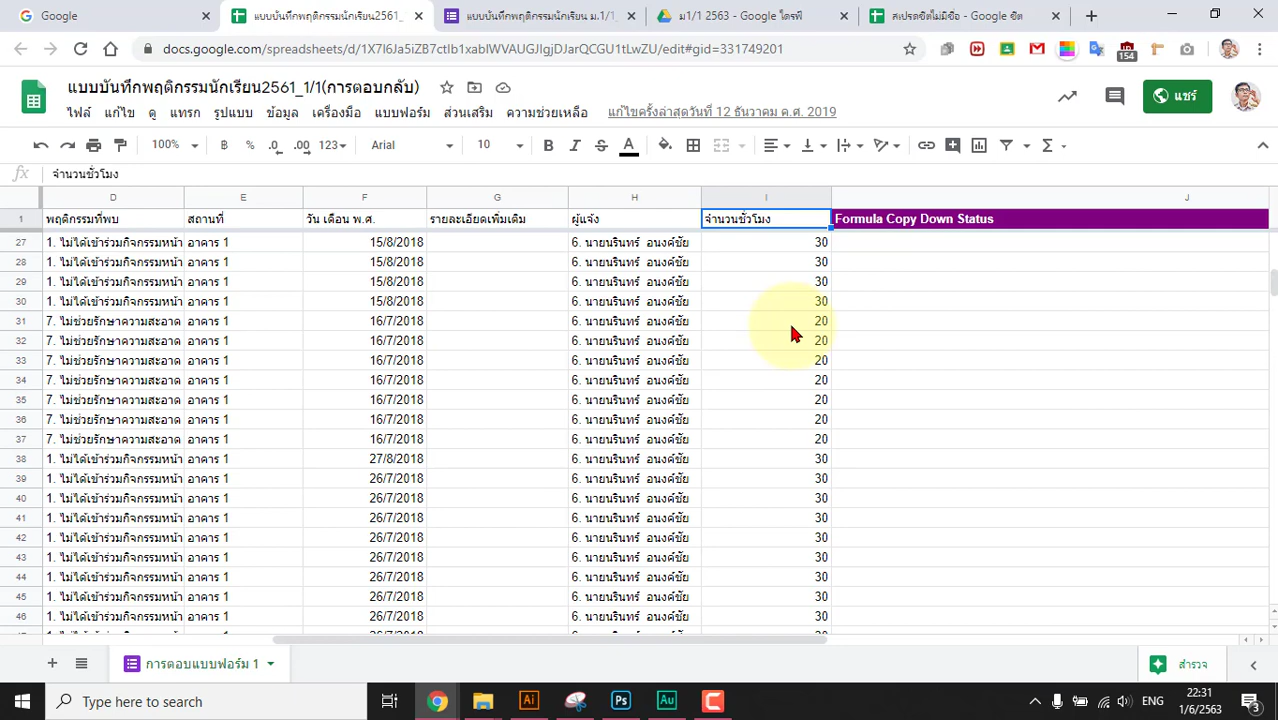 Google
แบบบันทึกพฤติกรรมนักเรียน2561_
แบบบันทึกพฤติกรรมนักเรียน ม.1/1
ม1/1 2563 - Google ไดรฟ์
สเปรดชีตไม่มีชื่อ - Google ชีต
docs.google.com/spreadsheets/d/1X7I6Ja5iZB7ctIb1xabIWVAUGJIgjDJarQCGU1tLwZU/edit#gid=331749201
154
แบบบันทึกพฤติกรรมนักเรียน2561_1/1(การตอบกลับ)
แชร์
ไฟล์ แก้ไข ดู แทรก รูปแบบ ข้อมูล เครื่องมือ แบบฟอร์ม ส่วนเสริม ความช่วยเหลือ แก้ไขครั้งล่าสุดวันที่ 12 ธันวาคม ค.ศ. 2019
100% ฿ % .0 .00 123 Arial 10 B I S A Σ
fx จำนวนชั่วโมง
D E F G H I J
1 พฤติกรรมที่พบ สถานที่ วัน เดือน พ.ศ. รายละเอียดเพิ่มเติม ผู้แจ้ง จำนวนชั่วโมง Formula Copy Down Status
27 1. ไม่ได้เข้าร่วมกิจกรรมหน้า อาคาร 1 15/8/2018 6. นายนรินทร์ อนงค์ชัย 30
28 1. ไม่ได้เข้าร่วมกิจกรรมหน้า อาคาร 1 15/8/2018 6. นายนรินทร์ อนงค์ชัย 30
29 1. ไม่ได้เข้าร่วมกิจกรรมหน้า อาคาร 1 15/8/2018 6. นายนรินทร์ อนงค์ชัย 30
30 1. ไม่ได้เข้าร่วมกิจกรรมหน้า อาคาร 1 15/8/2018 6. นายนรินทร์ อนงค์ชัย 30
31 7. ไม่ช่วยรักษาความสะอาด อาคาร 1 16/7/2018 6. นายนรินทร์ อนงค์ชัย 20
32 7. ไม่ช่วยรักษาความสะอาด อาคาร 1 16/7/2018 6. นายนรินทร์ อนงค์ชัย 20
33 7. ไม่ช่วยรักษาความสะอาด อาคาร 1 16/7/2018 6. นายนรินทร์ อนงค์ชัย 20
34 7. ไม่ช่วยรักษาความสะอาด อาคาร 1 16/7/2018 6. นายนรินทร์ อนงค์ชัย 20
35 7. ไม่ช่วยรักษาความสะอาด อาคาร 1 16/7/2018 6. นายนรินทร์ อนงค์ชัย 20
36 7. ไม่ช่วยรักษาความสะอาด อาคาร 1 16/7/2018 6. นายนรินทร์ อนงค์ชัย 20
37 7. ไม่ช่วยรักษาความสะอาด อาคาร 1 16/7/2018 6. นายนรินทร์ อนงค์ชัย 20
38 1. ไม่ได้เข้าร่วมกิจกรรมหน้า อาคาร 1 27/8/2018 6. นายนรินทร์ อนงค์ชัย 30
39 1. ไม่ได้เข้าร่วมกิจกรรมหน้า อาคาร 1 26/7/2018 6. นายนรินทร์ อนงค์ชัย 30
40 1. ไม่ได้เข้าร่วมกิจกรรมหน้า อาคาร 1 26/7/2018 6. นายนรินทร์ อนงค์ชัย 30
41 1. ไม่ได้เข้าร่วมกิจกรรมหน้า อาคาร 1 26/7/2018 6. นายนรินทร์ อนงค์ชัย 30
42 1. ไม่ได้เข้าร่วมกิจกรรมหน้า อาคาร 1 26/7/2018 6. นายนรินทร์ อนงค์ชัย 30
43 1. ไม่ได้เข้าร่วมกิจกรรมหน้า อาคาร 1 26/7/2018 6. นายนรินทร์ อนงค์ชัย 30
44 1. ไม่ได้เข้าร่วมกิจกรรมหน้า อาคาร 1 26/7/2018 6. นายนรินทร์ อนงค์ชัย 30
45 1. ไม่ได้เข้าร่วมกิจกรรมหน้า อาคาร 1 26/7/2018 6. นายนรินทร์ อนงค์ชัย 30
46 1. ไม่ได้เข้าร่วมกิจกรรมหน้า อาคาร 1 26/7/2018 6. นายนรินทร์ อนงค์ชัย 30
การตอบแบบฟอร์ม 1
สำรวจ
Type here to search
Ai Ps Au C
ENG
22:31
1/6/2563
3